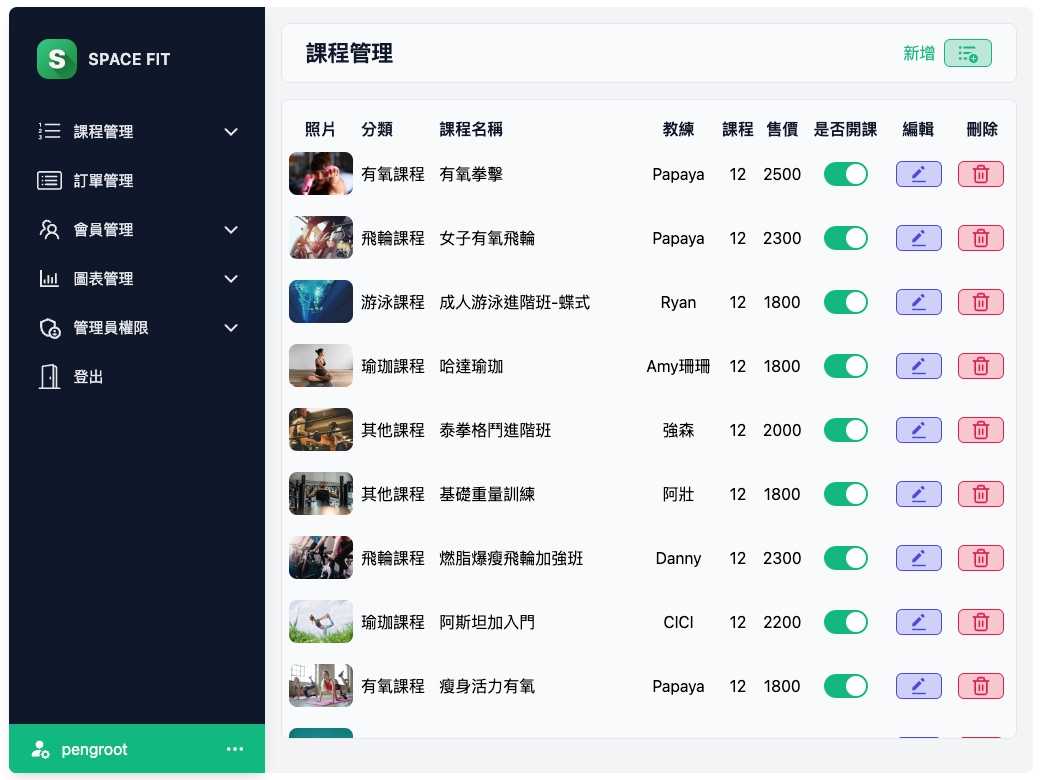 S SPACE FIT
課程管理
訂單管理
會員管理
圖表管理
管理員權限
登出
pengroot
課程管理 新增
照片 分類 課程名稱 教練 課程 售價 是否開課 編輯 刪除
有氧課程 有氧拳擊 Papaya 12 2500
飛輪課程 女子有氧飛輪 Papaya 12 2300
游泳課程 成人游泳進階班-蝶式 Ryan 12 1800
瑜珈課程 哈達瑜珈 Amy珊珊 12 1800
其他課程 泰拳格鬥進階班 強森 12 2000
其他課程 基礎重量訓練 阿壯 12 1800
飛輪課程 燃脂爆瘦飛輪加強班 Danny 12 2300
瑜珈課程 阿斯坦加入門 CICI 12 2200
有氧課程 瘦身活力有氧 Papaya 12 1800